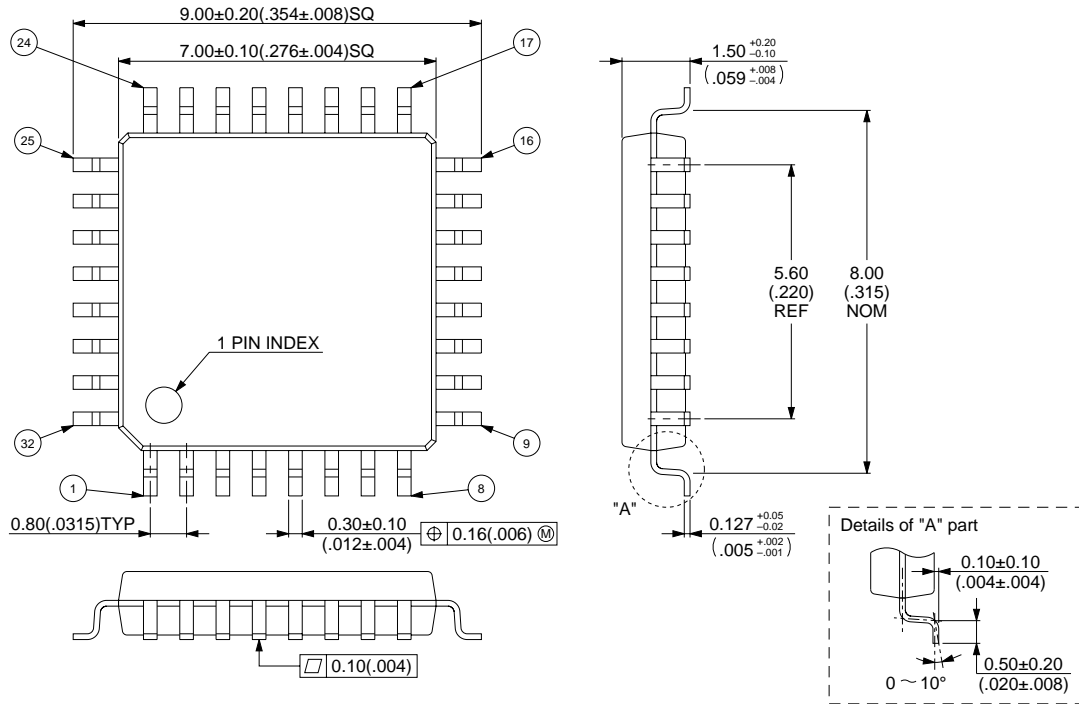 9.00±0.20(.354±.008)SQ
7.00±0.10(.276±.004)SQ
24
17
25
16
1 PIN INDEX
32
9
1
8
0.80(.0315)TYP
0.30±0.10
(.012±.004)
⌖ 0.16(.006) Ⓜ
⏥ 0.10(.004)
1.50 +0.20 –0.10
(.059 +.008 –.004)
5.60
(.220)
REF
8.00
(.315)
NOM
"A"
0.127 +0.05 –0.02
(.005 +.002 –.001)
Details of "A" part
0.10±0.10
(.004±.004)
0.50±0.20
(.020±.008)
0 ~ 10°